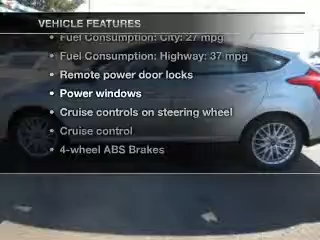 VEHICLE FEATURES
• Fuel Consumption: City: 27 mpg
• Fuel Consumption: Highway: 37 mpg
• Remote power door locks
• Power windows
• Cruise controls on steering wheel
• Cruise control
• 4-wheel ABS Brakes